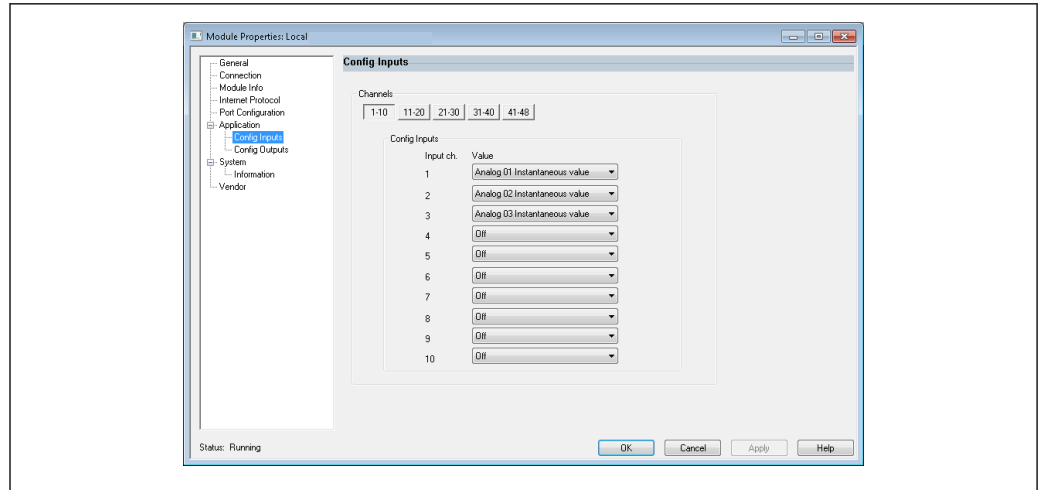 Module Properties: Local
General
Connection
Module Info
Internet Protocol
Port Configuration
Application
Config Inputs
Config Outputs
System
Information
Vendor
Config Inputs
Channels
1-10 11-20 21-30 31-40 41-48
Config Inputs
Input ch. Value
1 Analog 01 Instantaneous value
2 Analog 02 Instantaneous value
3 Analog 03 Instantaneous value
4 Off
5 Off
6 Off
7 Off
8 Off
9 Off
10 Off
Status: Running
OK Cancel Apply Help